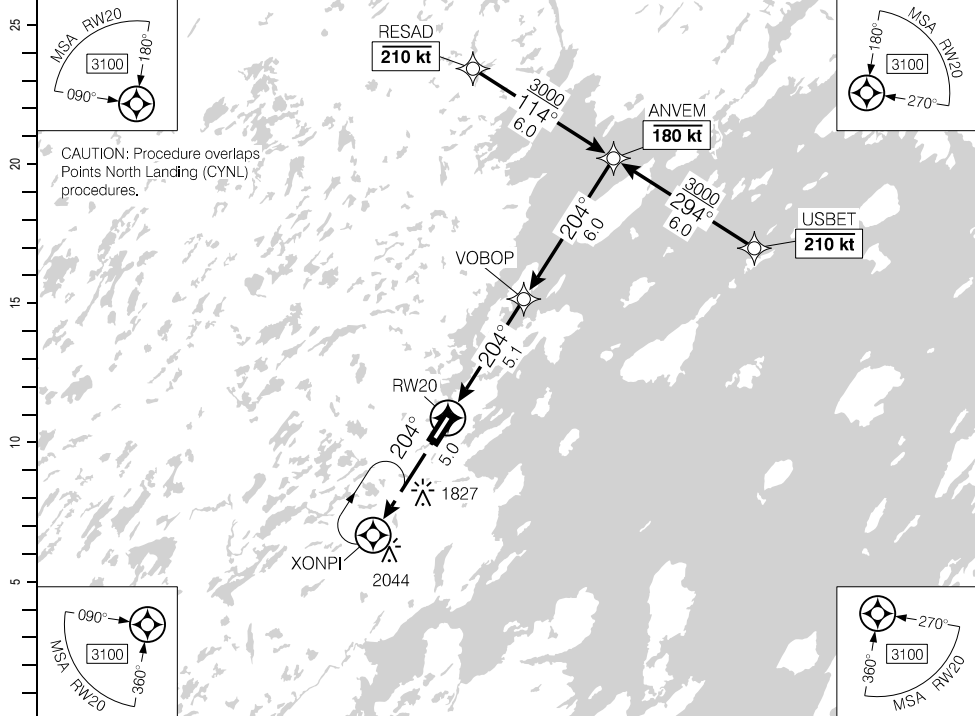 25
20
15
10
5
MSA RW20
3100
180°
090°
MSA RW20
3100
180°
270°
CAUTION: Procedure overlaps
Points North Landing (CYNL)
procedures.
RESAD
210 kt
3000
114°
6.0
ANVEM
180 kt
3000
294°
6.0
USBET
210 kt
204°
6.0
VOBOP
204°
5.1
RW20
204°
5.0
1827
XONPI
2044
090°
3100
360°
MSA RW20
270°
3100
360°
MSA RW20